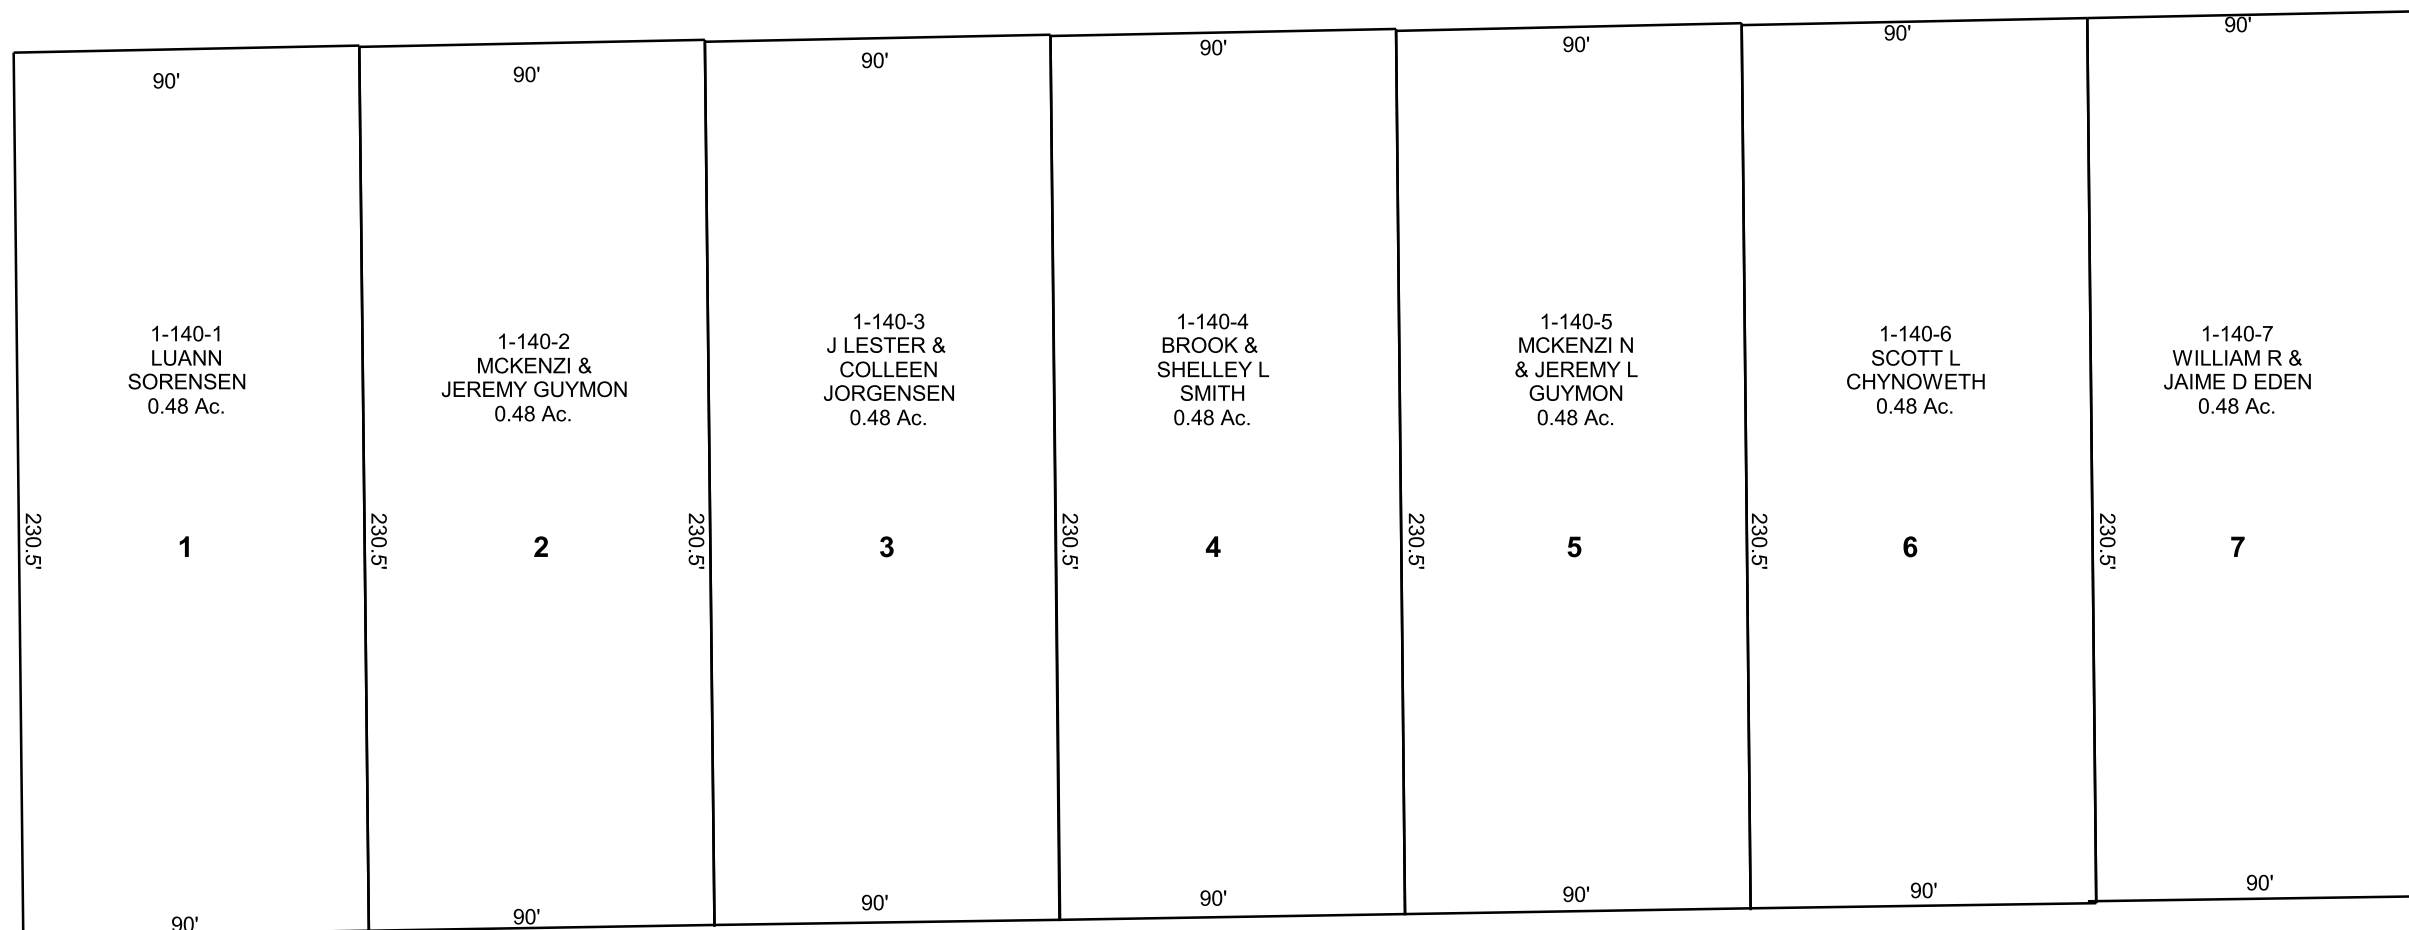 90'
90'
90'
90'
90'
90'
90'
1-140-1
LUANN
SORENSEN
0.48 Ac.
1-140-2
MCKENZI &
JEREMY GUYMON
0.48 Ac.
1-140-3
J LESTER &
COLLEEN
JORGENSEN
0.48 Ac.
1-140-4
BROOK &
SHELLEY L
SMITH
0.48 Ac.
1-140-5
MCKENZI N
& JEREMY L
GUYMON
0.48 Ac.
1-140-6
SCOTT L
CHYNOWETH
0.48 Ac.
1-140-7
WILLIAM R &
JAIME D EDEN
0.48 Ac.
230.5'
1
230.5'
2
230.5'
3
230.5'
4
230.5'
5
230.5'
6
230.5'
7
90'
90'
90'
90'
90'
90'
90'